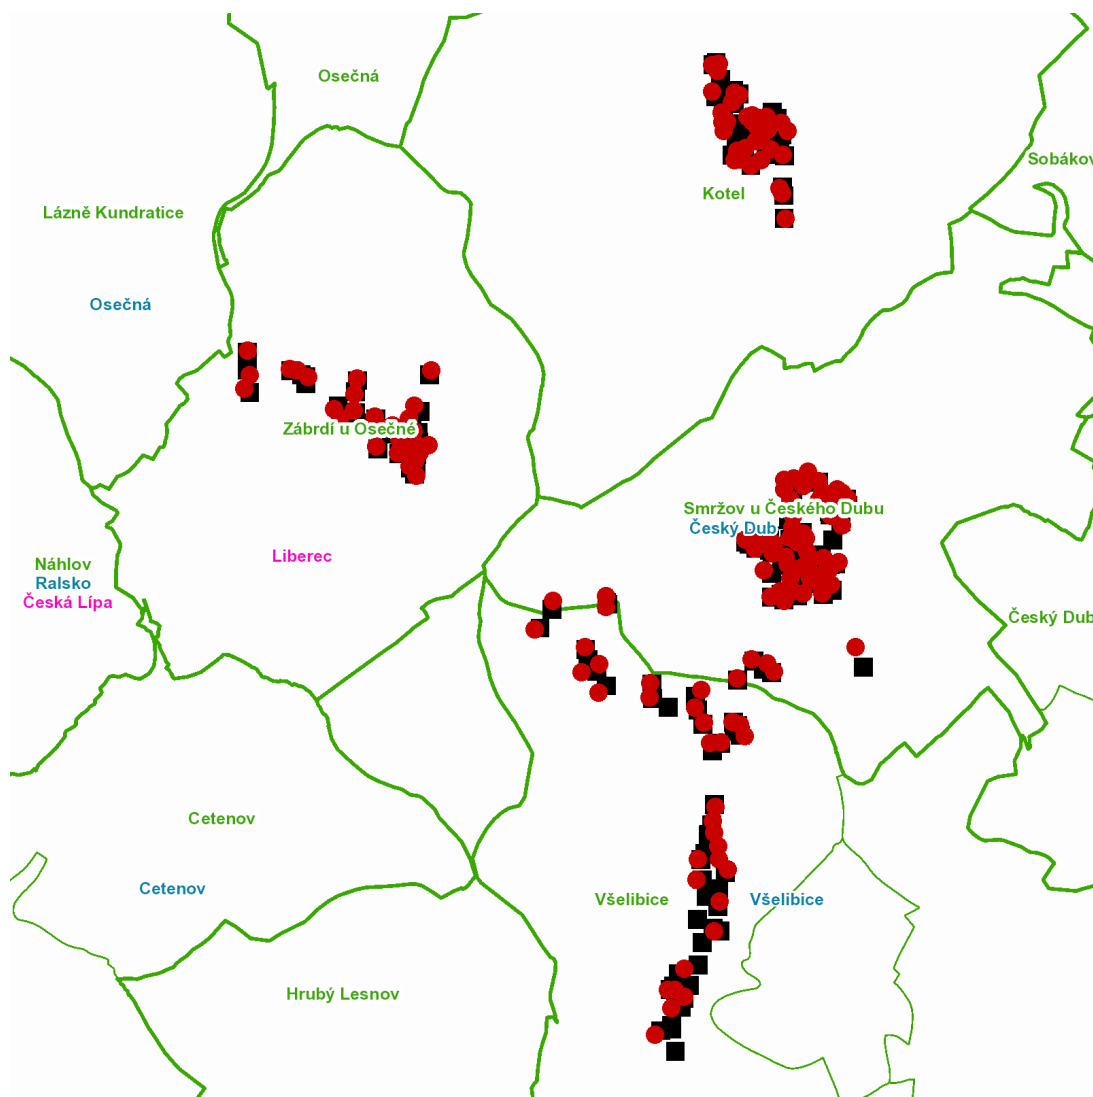 Osečná
Sobákov
Kotel
Lázně Kundratice
Osečná
Zábrdí u Osečné
Smržov u Českého Dubu
Český Dub
Liberec
Náhlov
Ralsko
Česká Lípa
Český Dub
Cetenov
Cetenov
Všelibice
Všelibice
Hrubý Lesnov